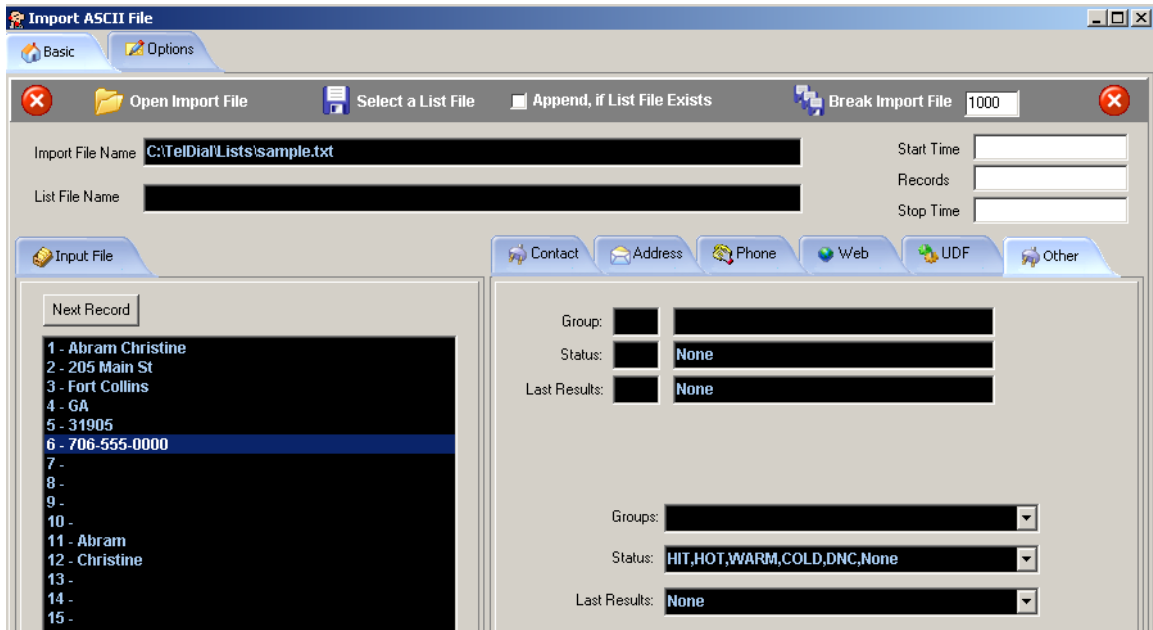 Import ASCII File
Basic Options
Open Import File Select a List File Append, if List File Exists Break Import File 1000
Import File Name C:\TelDial\Lists\sample.txt
List File Name
Start Time
Records
Stop Time
Input File
Contact Address Phone Web UDF Other
Next Record
1 - Abram Christine
2 - 205 Main St
3 - Fort Collins
4 - GA
5 - 31905
6 - 706-555-0000
7 -
8 -
9 -
10 -
11 - Abram
12 - Christine
13 -
14 -
15 -
Group:
Status: None
Last Results: None
Groups:
Status: HIT,HOT,WARM,COLD,DNC,None
Last Results: None